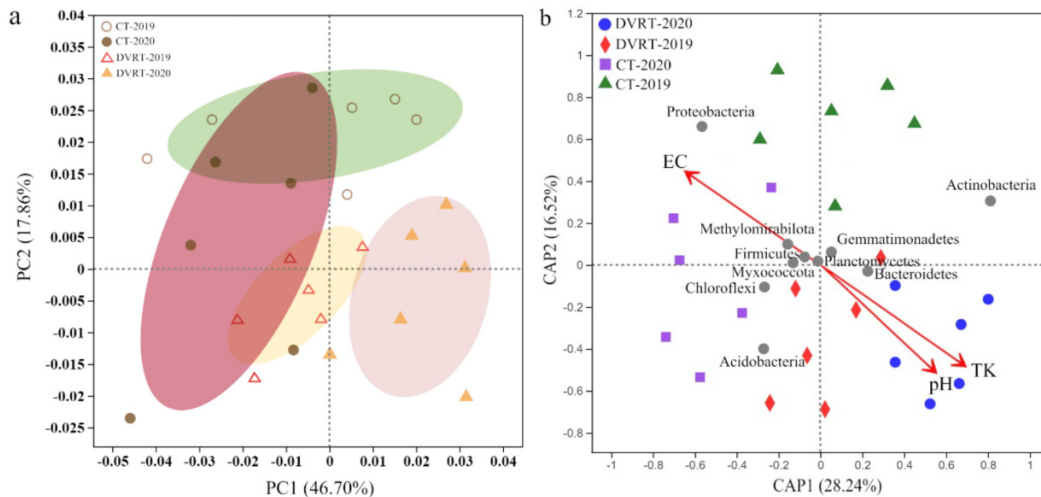 a
CT-2019
CT-2020
DVRT-2019
DVRT-2020
0.04
0.035
0.03
0.025
0.02
0.015
0.01
0.005
0
-0.005
-0.01
-0.015
-0.02
-0.025
PC2 (17.86%)
-0.05
-0.04
-0.03
-0.02
-0.01
0
0.01
0.02
0.03
0.04
PC1 (46.70%)
b
DVRT-2020
DVRT-2019
CT-2020
CT-2019
1.2
1
0.8
0.6
0.4
0.2
0
-0.2
-0.4
-0.6
-0.8
CAP2 (16.52%)
Proteobacteria
EC
Actinobacteria
Methylomirabilota
Gemmatimonadetes
Firmicutes
Planctomycetes
Myxococcota
Bacteroidetes
Chloroflexi
Acidobacteria
TK
pH
-1
-0.8
-0.6
-0.4
-0.2
0
0.2
0.4
0.6
0.8
1
CAP1 (28.24%)